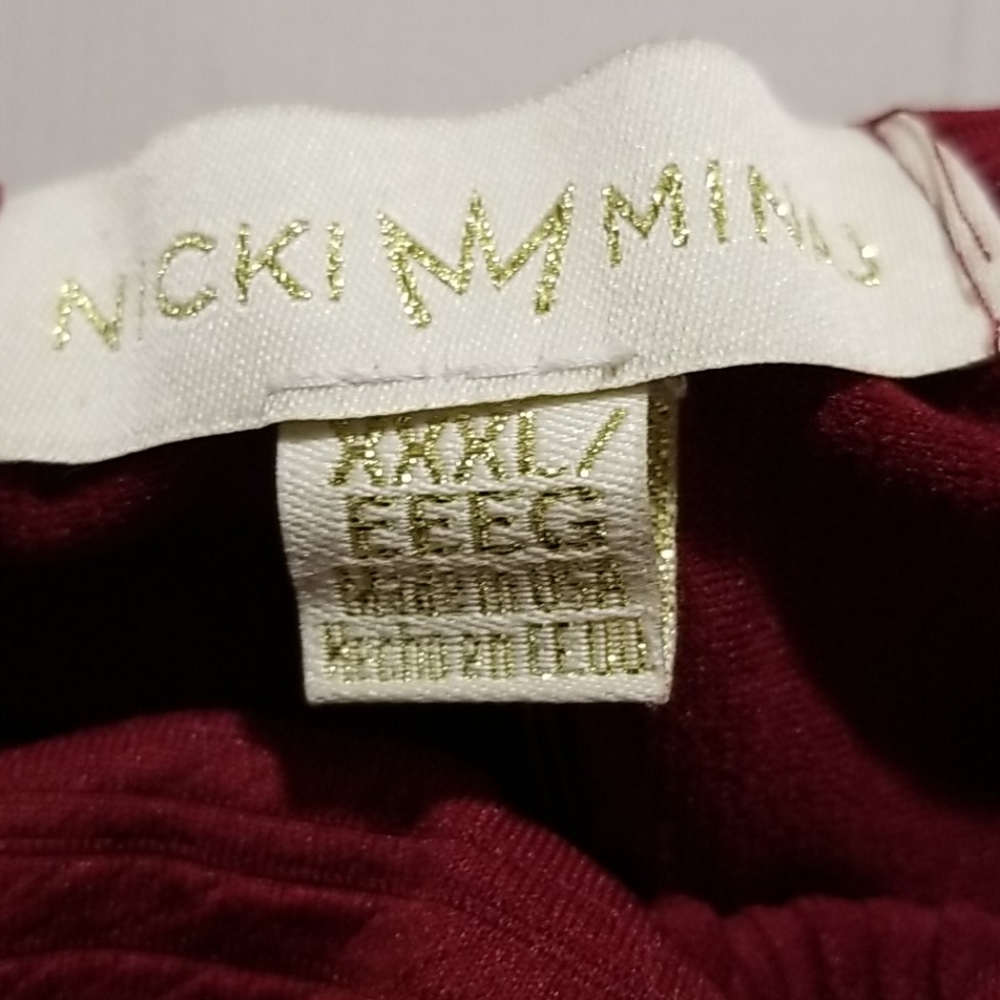 NICKI M MINAJ
XXXL/
EEEG
Made in USA
Hecho en EE.UU.